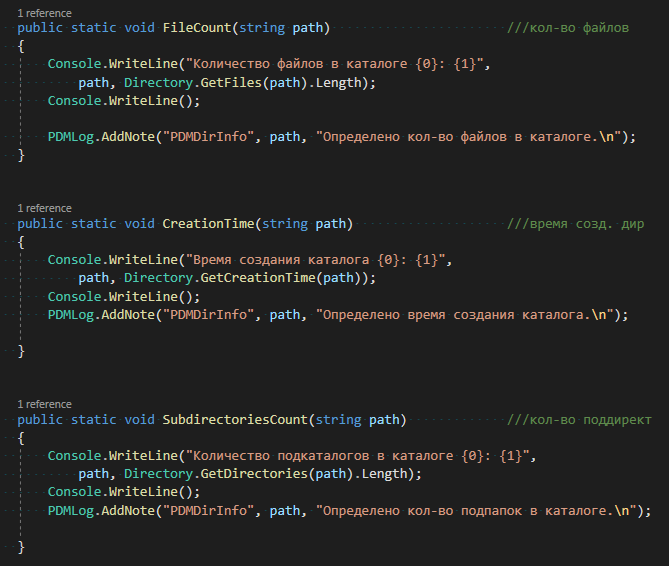 1 reference
public static void FileCount(string path) ///кол-во файлов
{
Console.WriteLine("Количество файлов в каталоге {0}: {1}",
path, Directory.GetFiles(path).Length);
Console.WriteLine();
PDMLog.AddNote("PDMDirInfo", path, "Определено кол-во файлов в каталоге.\n");
}
1 reference
public static void CreationTime(string path) ///время созд. дир
{
Console.WriteLine("Время создания каталога {0}: {1}",
path, Directory.GetCreationTime(path));
Console.WriteLine();
PDMLog.AddNote("PDMDirInfo", path, "Определено время создания каталога.\n");
}
1 reference
public static void SubdirectoriesCount(string path) ///кол-во поддирект
{
Console.WriteLine("Количество подкаталогов в каталоге {0}: {1}",
path, Directory.GetDirectories(path).Length);
Console.WriteLine();
PDMLog.AddNote("PDMDirInfo", path, "Определено кол-во подпапок в каталоге.\n");
}